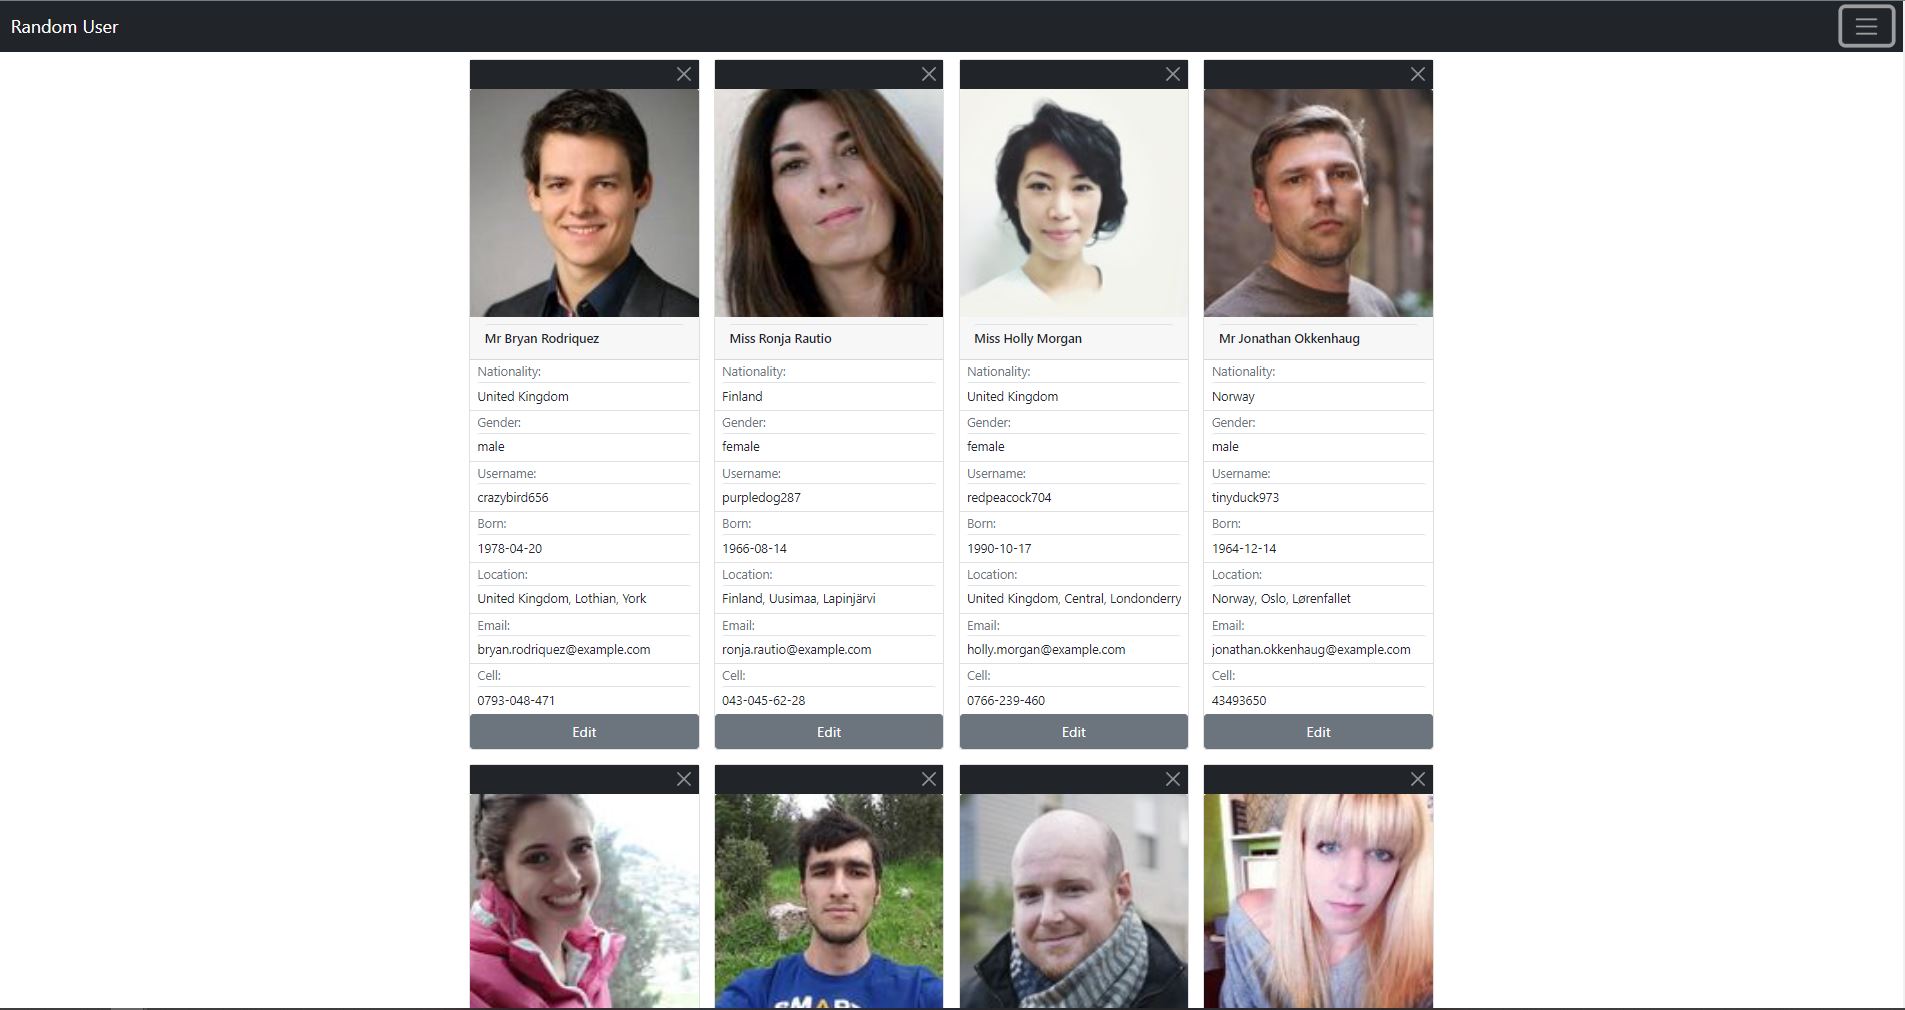 Random User
Mr Bryan Rodriquez
Nationality:
United Kingdom
Gender:
male
Username:
crazybird656
Born:
1978-04-20
Location:
United Kingdom, Lothian, York
Email:
bryan.rodriquez@example.com
Cell:
0793-048-471
Edit
Miss Ronja Rautio
Nationality:
Finland
Gender:
female
Username:
purpledog287
Born:
1966-08-14
Location:
Finland, Uusimaa, Lapinjärvi
Email:
ronja.rautio@example.com
Cell:
043-045-62-28
Edit
Miss Holly Morgan
Nationality:
United Kingdom
Gender:
female
Username:
redpeacock704
Born:
1990-10-17
Location:
United Kingdom, Central, Londonderry
Email:
holly.morgan@example.com
Cell:
0766-239-460
Edit
Mr Jonathan Okkenhaug
Nationality:
Norway
Gender:
male
Username:
tinyduck973
Born:
1964-12-14
Location:
Norway, Oslo, Lørenfallet
Email:
jonathan.okkenhaug@example.com
Cell:
43493650
Edit